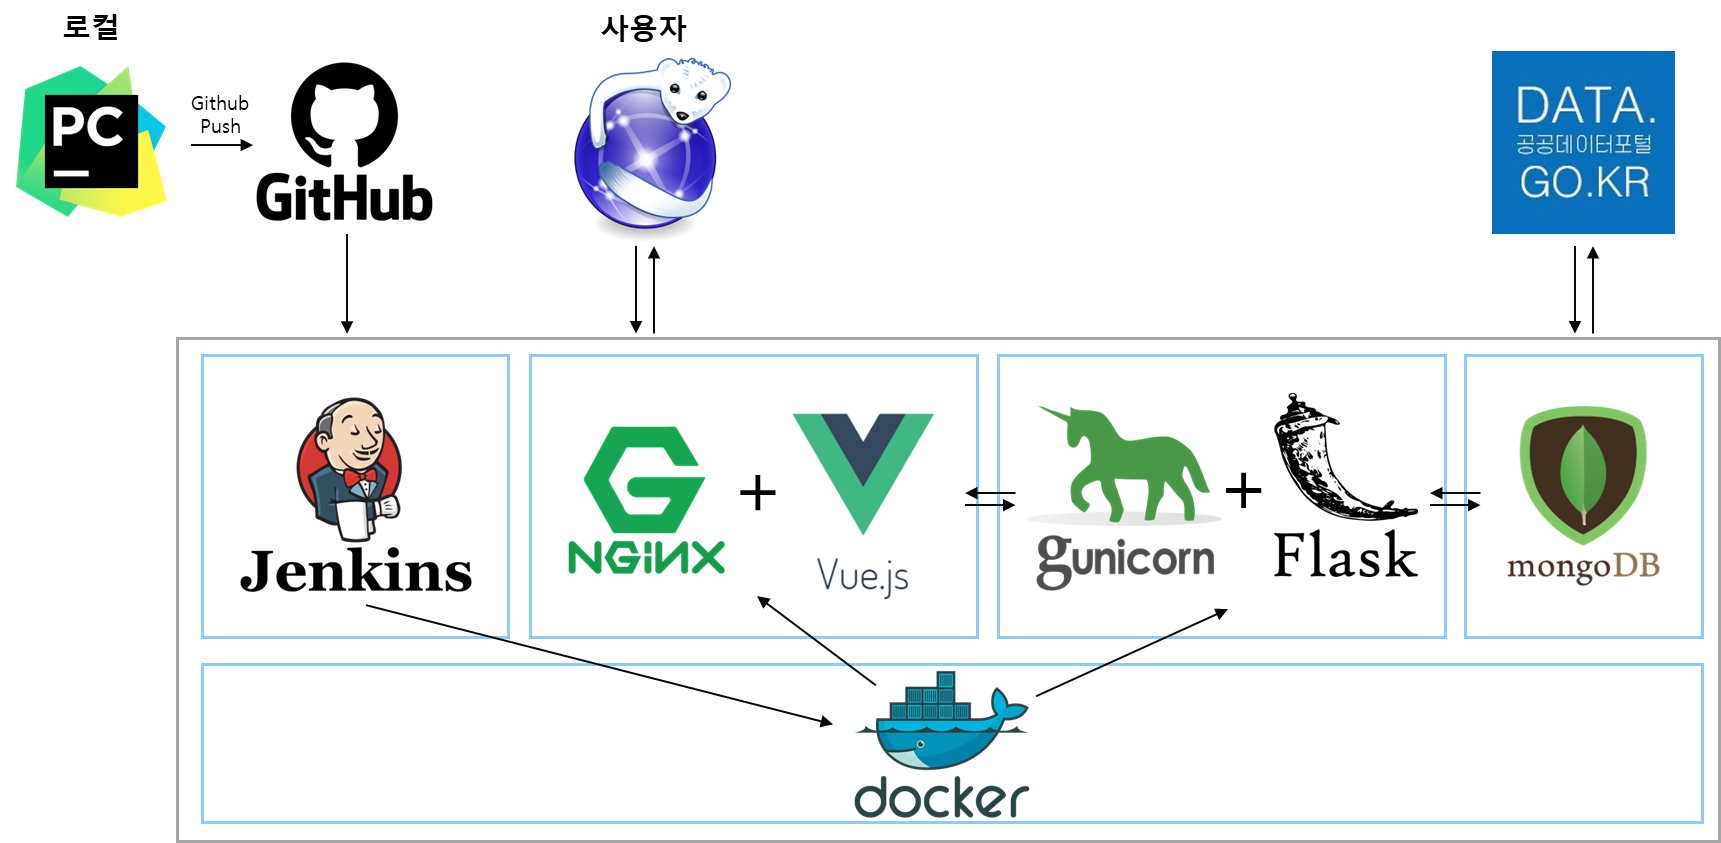 로컬
사용자
PC
Github
Push
GitHub
DATA.
공공데이터포털
GO.KR
Jenkins
NGiNX
+
Vue.js
gunicorn
+
Flask
mongoDB
docker